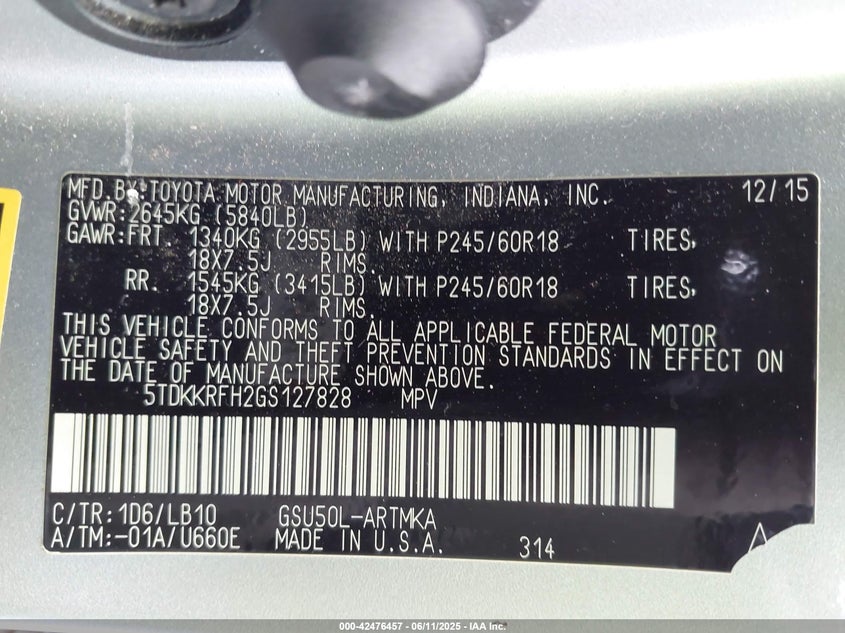 MFD. BY:TOYOTA MOTOR MANUFACTURING, INDIANA, INC. 12/15
GVWR:2645KG (5840LB)
GAWR:FRT. 1340KG (2955LB) WITH P245/60R18 TIRES,
18X7.5J RIMS.
RR. 1545KG (3415LB) WITH P245/60R18 TIRES,
18X7.5J RIMS.
THIS VEHICLE CONFORMS TO ALL APPLICABLE FEDERAL MOTOR
VEHICLE SAFETY AND THEFT PREVENTION STANDARDS IN EFFECT ON
THE DATE OF MANUFACTURE SHOWN ABOVE.
5TDKKRFH2GS127828 MPV
C/TR:1D6/LB10 GSU50L-ARTMKA
A/TM:-01A/U660E MADE IN U.S.A. 314
000-42476457 - 06/11/2025 - IAA Inc.